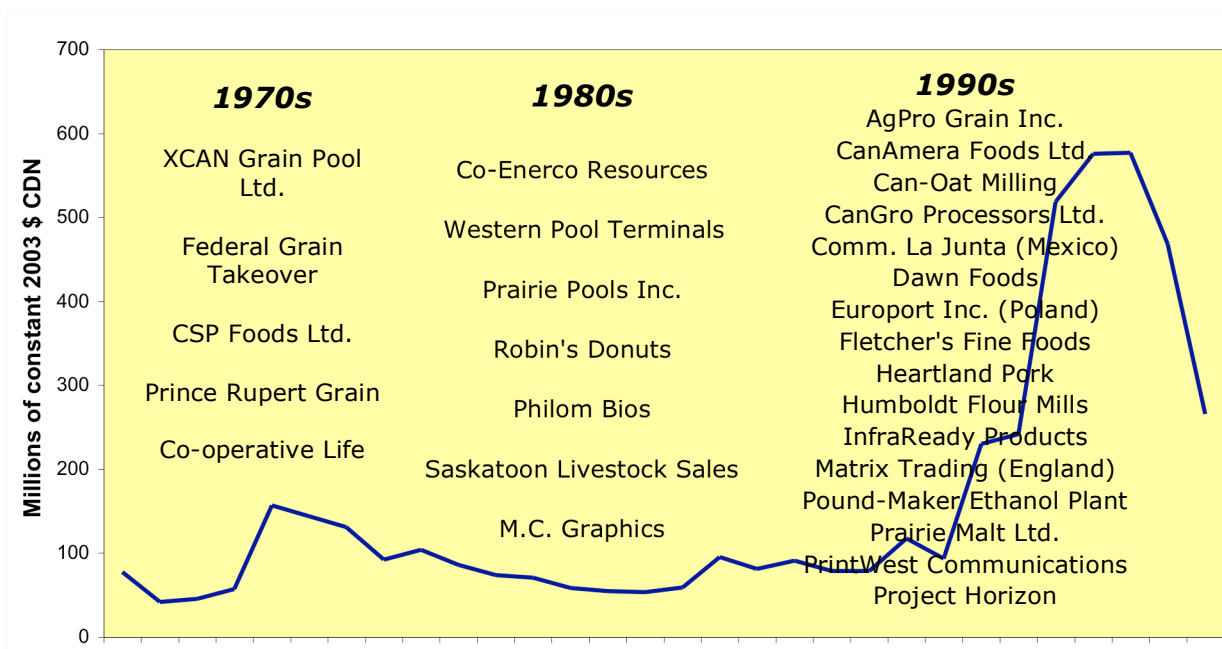 700
600
500
400
300
200
100
0
Millions of constant 2003 $ CDN
1970s
XCAN Grain Pool
Ltd.
Federal Grain
Takeover
CSP Foods Ltd.
Prince Rupert Grain
Co-operative Life
1980s
Co-Enerco Resources
Western Pool Terminals
Prairie Pools Inc.
Robin's Donuts
Philom Bios
Saskatoon Livestock Sales
M.C. Graphics
1990s
AgPro Grain Inc.
CanAmera Foods Ltd.
Can-Oat Milling
CanGro Processors Ltd.
Comm. La Junta (Mexico)
Dawn Foods
Europort Inc. (Poland)
Fletcher's Fine Foods
Heartland Pork
Humboldt Flour Mills
InfraReady Products
Matrix Trading (England)
Pound-Maker Ethanol Plant
Prairie Malt Ltd.
PrintWest Communications
Project Horizon